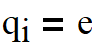 qi = e